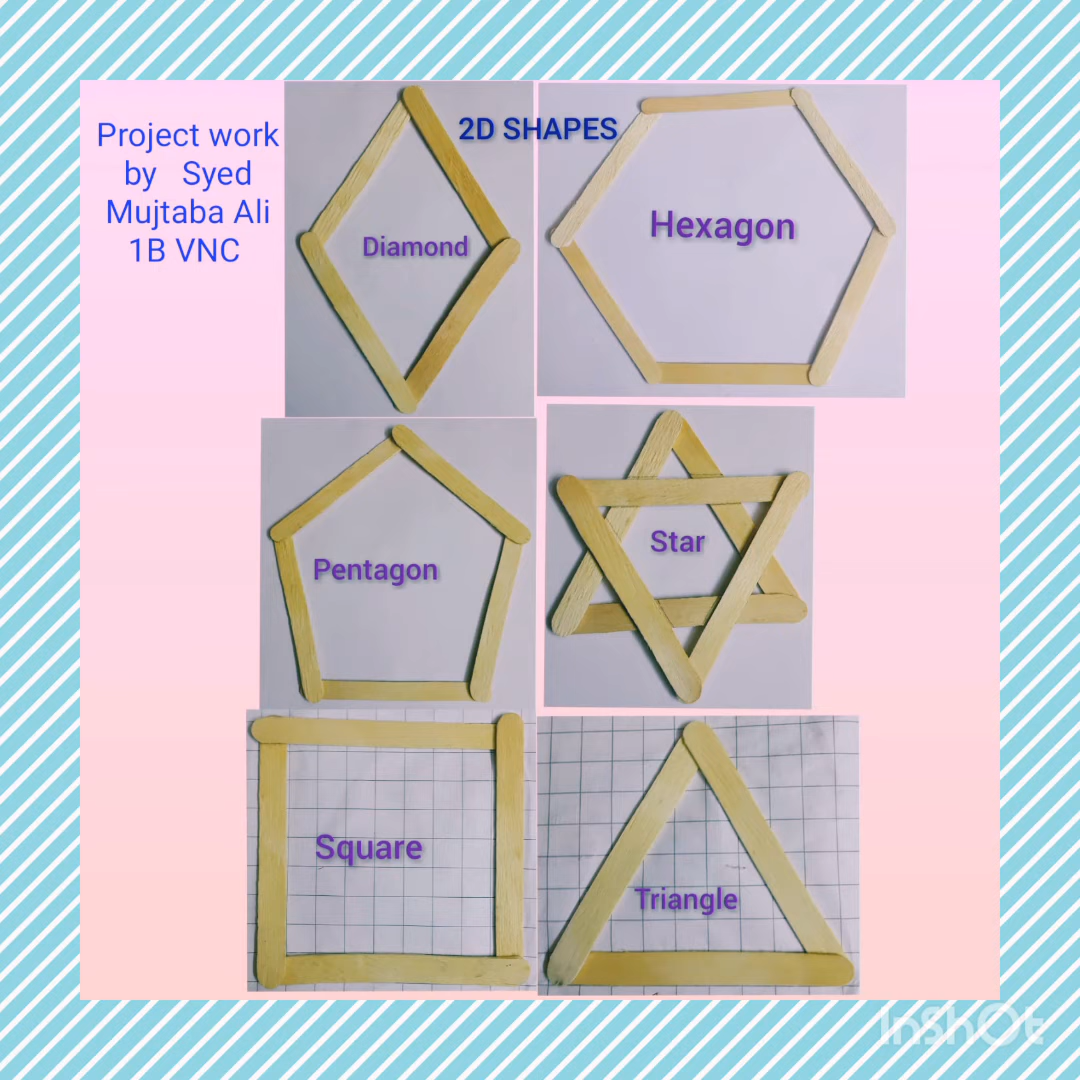 Project work
by Syed
Mujtaba Ali
1B VNC
2D SHAPES
Diamond
Hexagon
Pentagon
Star
Square
Triangle
InShOt